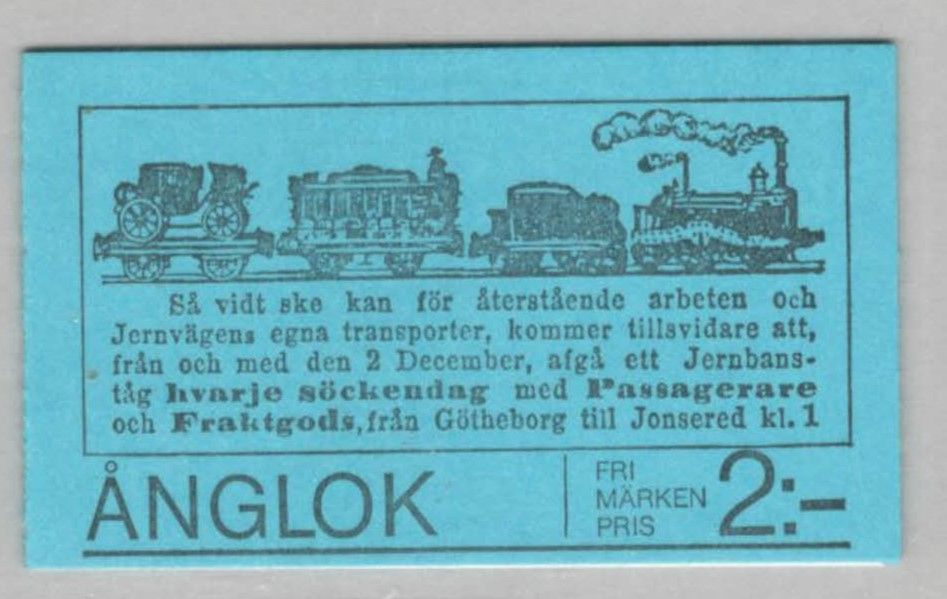 Så vidt ske kan för återstående arbeten och
Jernvägens egna transporter, kommer tillsvidare att,
från och med den 2 December, afgå ett Jernbans-
tåg hvarje söckendag med Passagerare
och Fraktgods, från Götheborg till Jonsered kl. 1
ÅNGLOK
FRI
MÄRKEN
PRIS
2:-